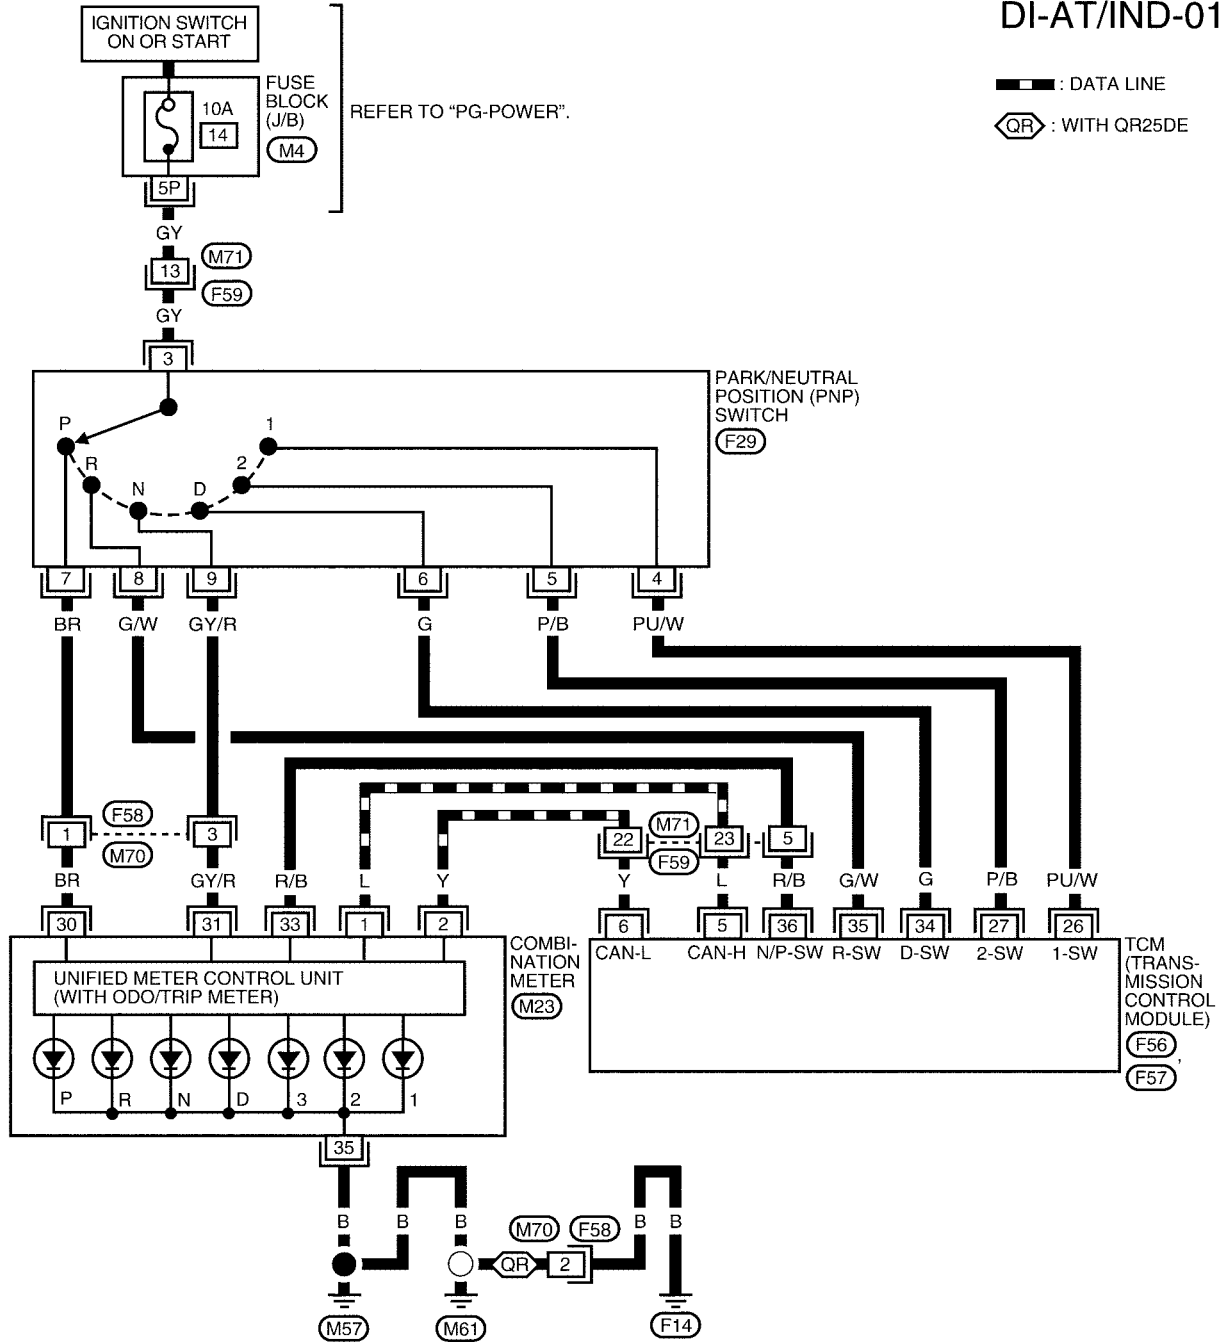 DI-AT/IND-01
IGNITION SWITCH
ON OR START
FUSE
BLOCK
(J/B)
M4
10A
14
5P
REFER TO “PG-POWER”.
: DATA LINE
QR : WITH QR25DE
GY
13
M71
F59
GY
3
PARK/NEUTRAL
POSITION (PNP)
SWITCH
F29
P
R
N
D
2
1
7
8
9
6
5
4
BR
G/W
GY/R
G
P/B
PU/W
F58
1
3
M70
M71
22
23
5
F59
BR
GY/R
R/B
L
Y
Y
L
R/B
G/W
G
P/B
PU/W
30
31
33
1
2
6
5
36
35
34
27
26
COMBI-
NATION
METER
M23
CAN-L
CAN-H
N/P-SW
R-SW
D-SW
2-SW
1-SW
TCM
(TRANS-
MISSION
CONTROL
MODULE)
F56
,
F57
UNIFIED METER CONTROL UNIT
(WITH ODO/TRIP METER)
P
R
N
D
3
2
1
35
B
B
B
M70
F58
B
B
QR
2
M57
M61
F14